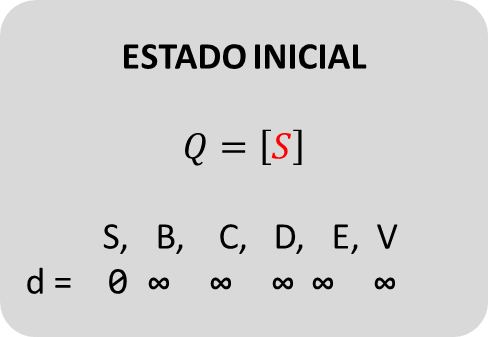 ESTADO INICIAL
Q = [S]
S, B, C, D, E, V
d = 0 ∞ ∞ ∞ ∞ ∞